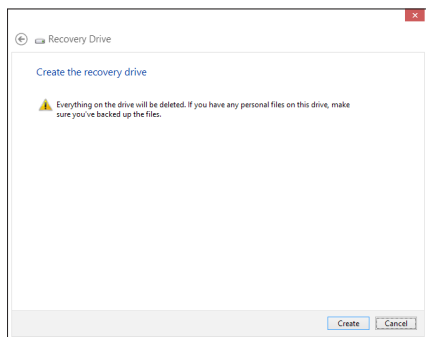 Recovery Drive
Create the recovery drive
Everything on the drive will be deleted. If you have any personal files on this drive, make
sure you've backed up the files.
Create Cancel